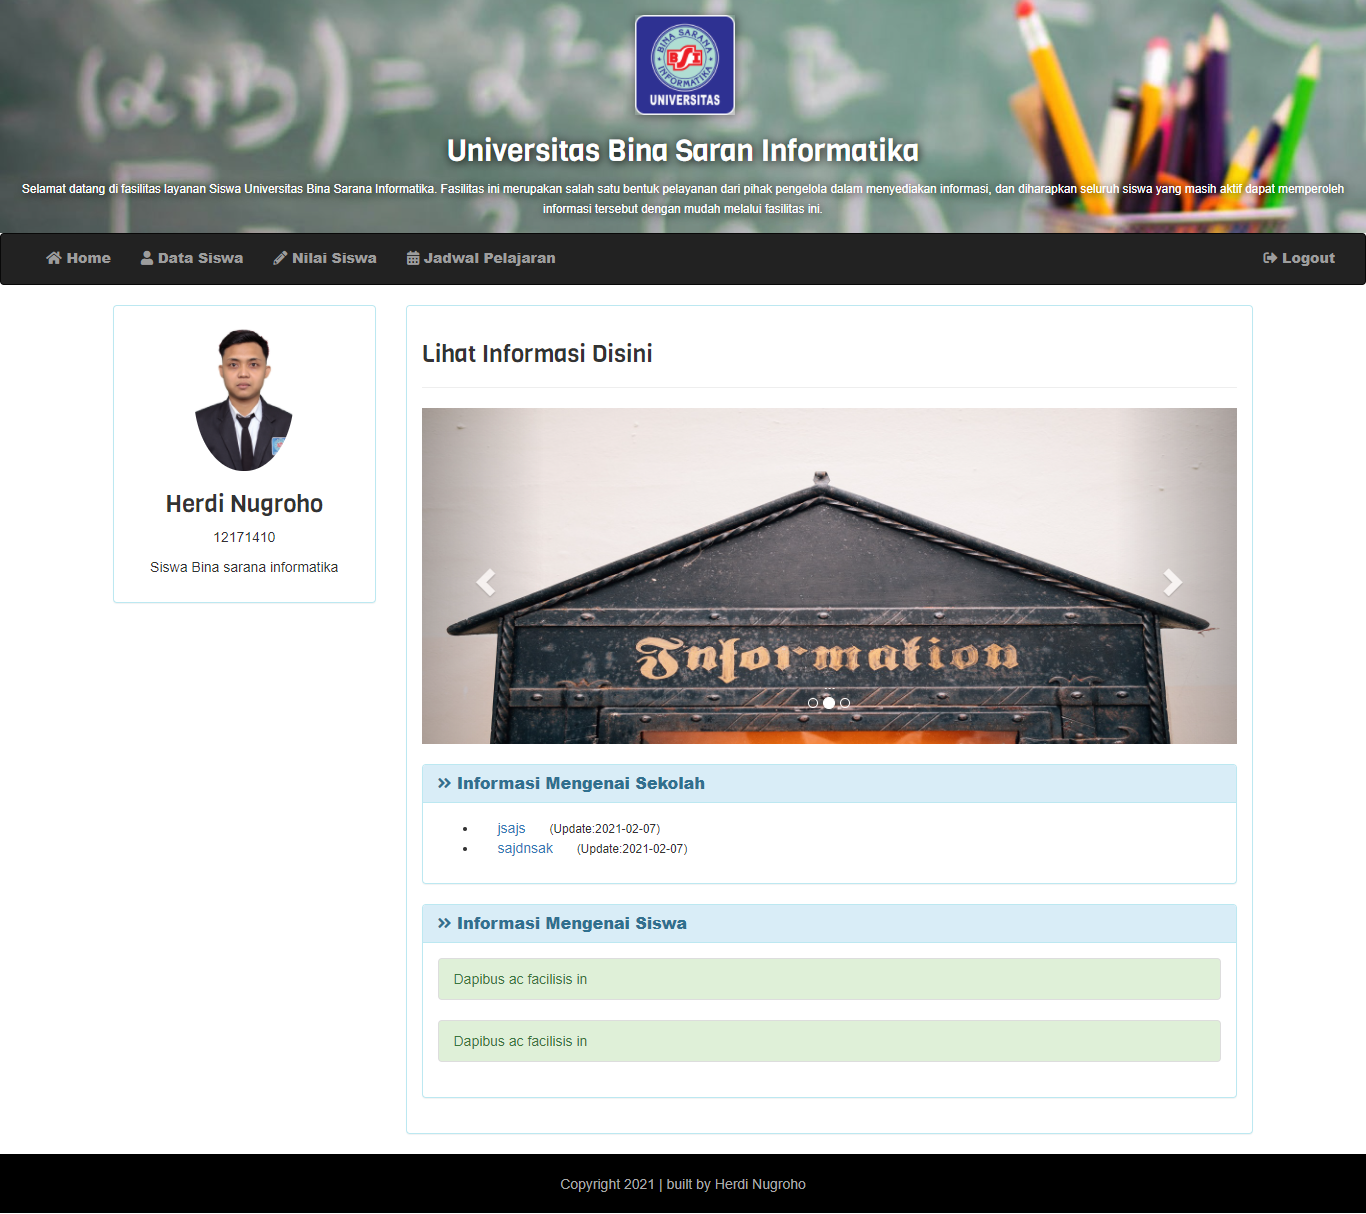 (α+B) =
BINA SARANA
BSI
INFORMATIKA
UNIVERSITAS
Universitas Bina Saran Informatika
Selamat datang di fasilitas layanan Siswa Universitas Bina Sarana Informatika. Fasilitas ini merupakan salah satu bentuk pelayanan dari pihak pengelola dalam menyediakan informasi, dan diharapkan seluruh siswa yang masih aktif dapat memperoleh
informasi tersebut dengan mudah melalui fasilitas ini.
Home Data Siswa Nilai Siswa Jadwal Pelajaran Logout
Herdi Nugroho
12171410
Siswa Bina sarana informatika
Lihat Informasi Disini
Information
...
Informasi Mengenai Sekolah
jsajs (Update:2021-02-07)
sajdnsak (Update:2021-02-07)
Informasi Mengenai Siswa
Dapibus ac facilisis in
Dapibus ac facilisis in
Copyright 2021 | built by Herdi Nugroho